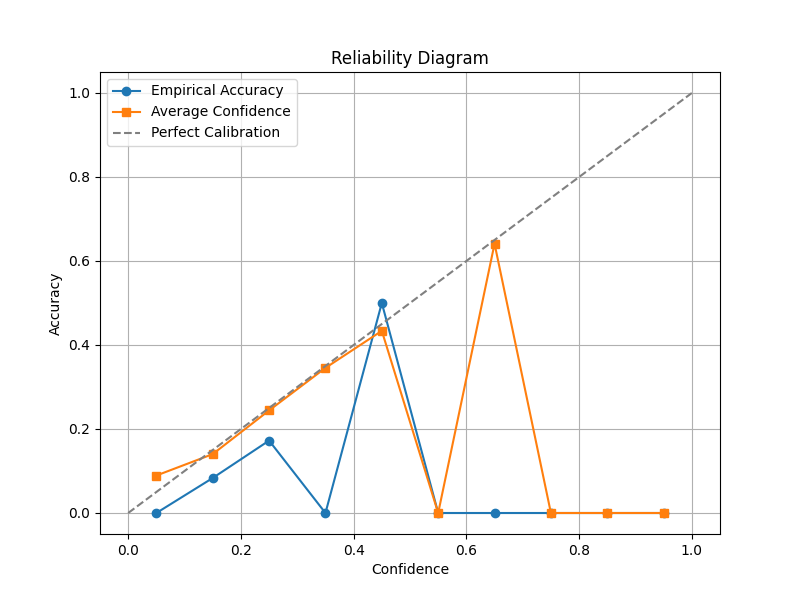 Reliability Diagram
Empirical Accuracy
Average Confidence
Perfect Calibration
1.0
0.8
0.6
0.4
0.2
0.0
Accuracy
0.0 0.2 0.4 0.6 0.8 1.0
Confidence